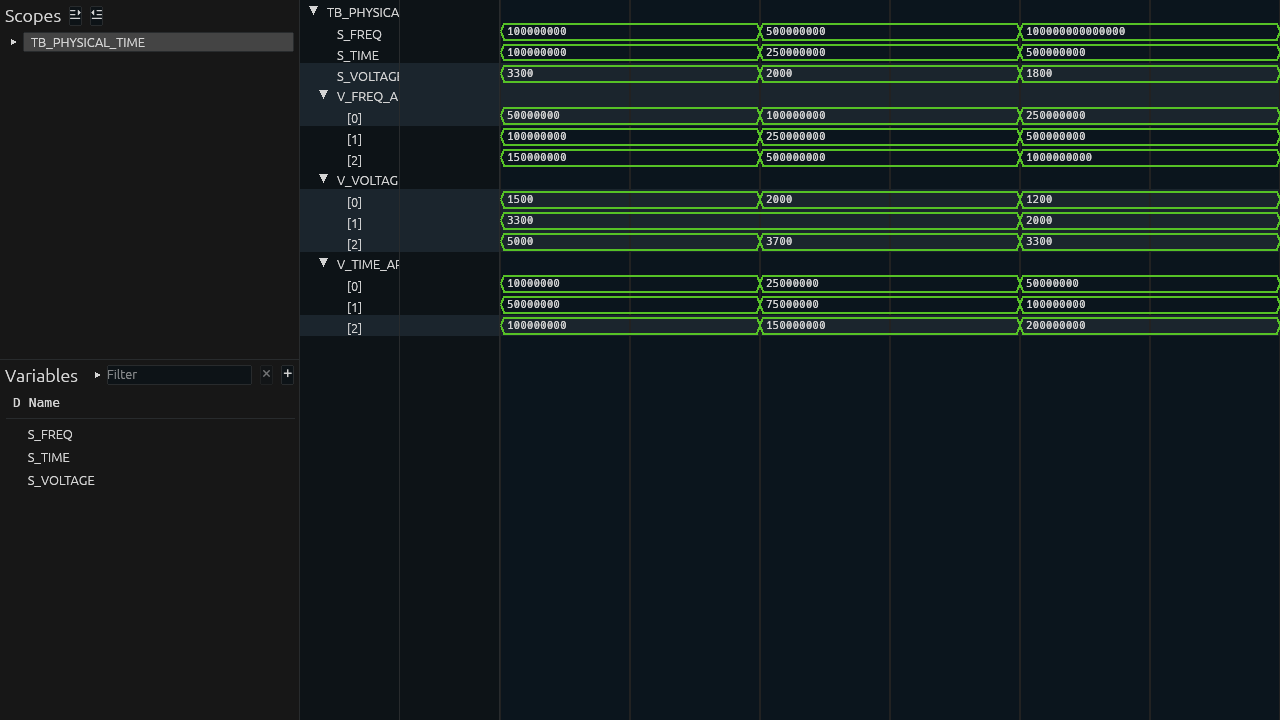 Scopes
TB_PHYSICAL_TIME
Variables Filter × +
D Name
S_FREQ
S_TIME
S_VOLTAGE
TB_PHYSICA
S_FREQ 100000000 500000000 100000000000000
S_TIME 100000000 250000000 500000000
S_VOLTAGE 3300 2000 1800
V_FREQ_A
[0] 50000000 100000000 250000000
[1] 100000000 250000000 500000000
[2] 150000000 500000000 1000000000
V_VOLTAG
[0] 1500 2000 1200
[1] 3300 2000
[2] 5000 3700 3300
V_TIME_AR
[0] 10000000 25000000 50000000
[1] 50000000 75000000 100000000
[2] 100000000 150000000 200000000